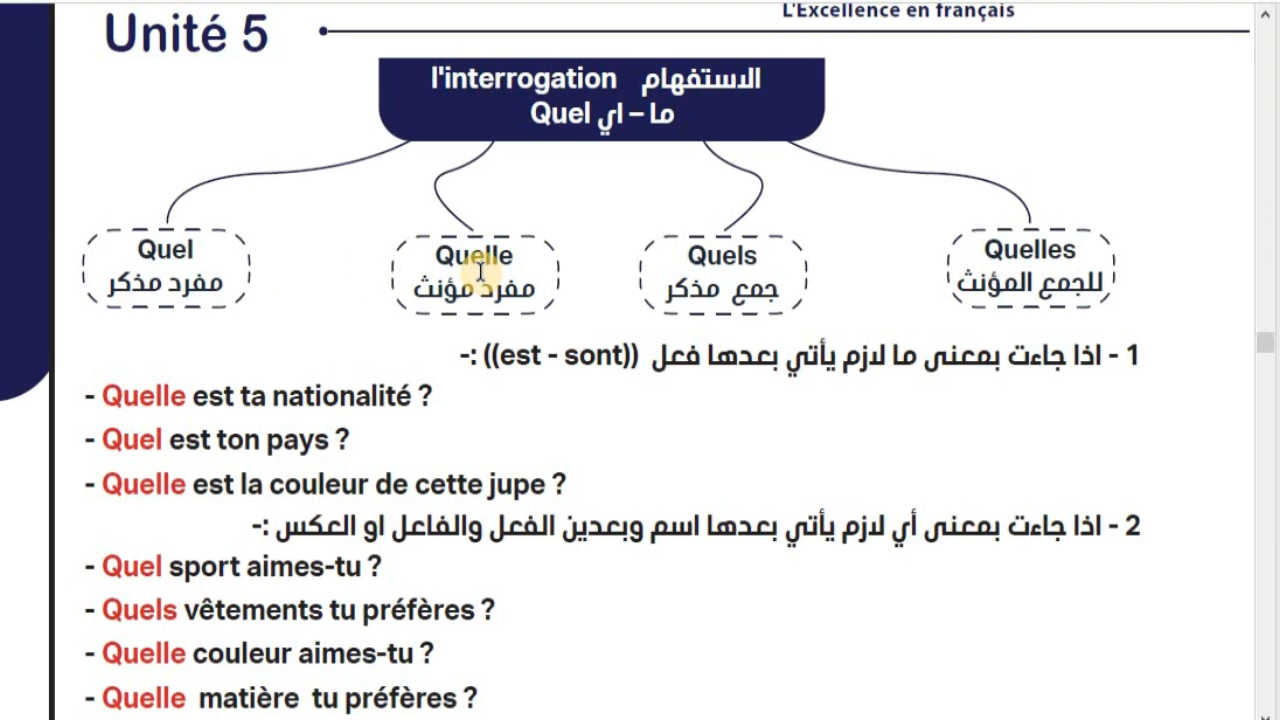 L'Excellence en français
Unité 5
l'interrogation الاستفهام
ما – اي Quel
Quel
مفرد مذكر
Quelle
مفرد مؤنث
Quels
جمع مذكر
Quelles
للجمع المؤنث
1 - اذا جاءت بمعنى ما لازم يأتي بعدها فعل ((est - sont)) :-
- Quelle est ta nationalité ?
- Quel est ton pays ?
- Quelle est la couleur de cette jupe ?
2 - اذا جاءت بمعنى أي لازم يأتي بعدها اسم وبعدين الفعل والفاعل او العكس :-
- Quel sport aimes-tu ?
- Quels vêtements tu préfères ?
- Quelle couleur aimes-tu ?
- Quelle matière tu préfères ?